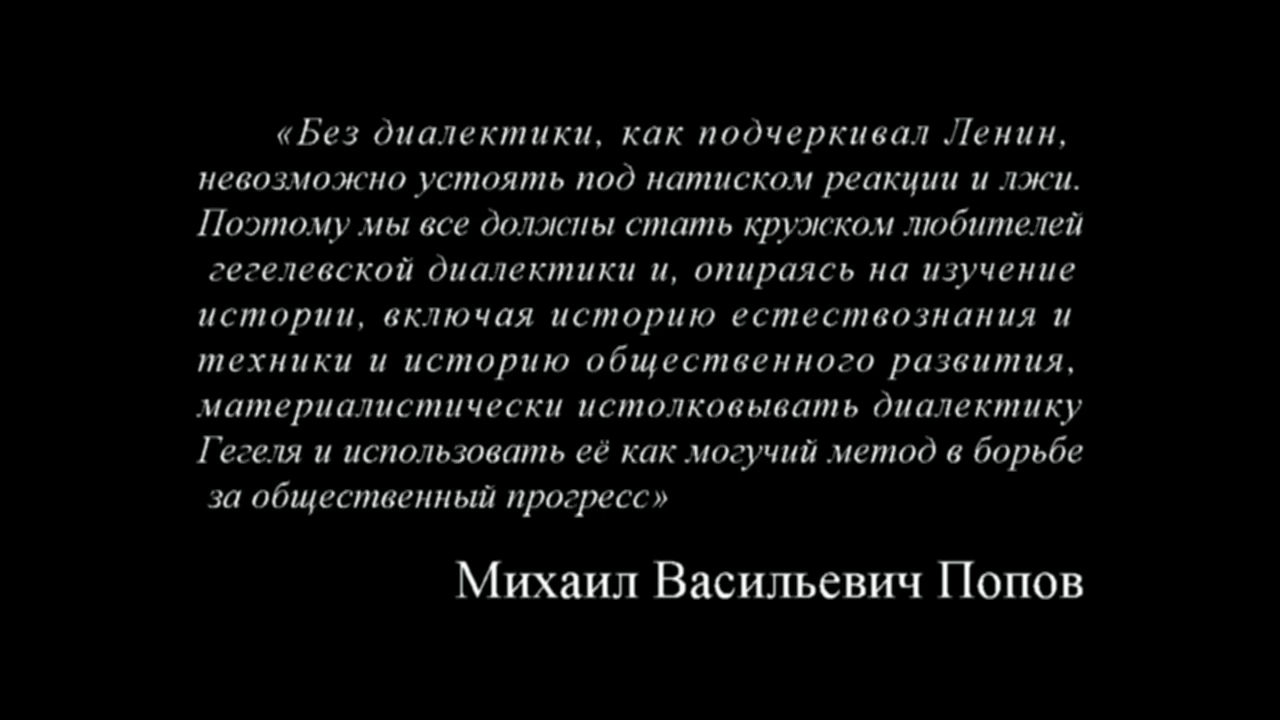 «Без диалектики, как подчеркивал Ленин,
невозможно устоять под натиском реакции и лжи.
Поэтому мы все должны стать кружком любителей
гегелевской диалектики и, опираясь на изучение
истории, включая историю естествознания и
техники и историю общественного развития,
материалистически истолковывать диалектику
Гегеля и использовать её как могучий метод в борьбе
за общественный прогресс»
Михаил Васильевич Попов